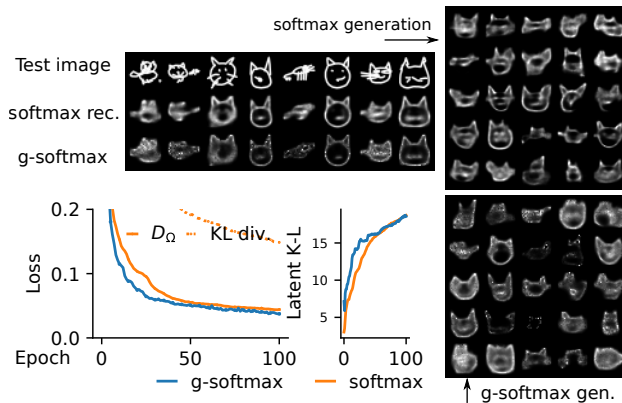 softmax generation
Test image
softmax rec.
g-softmax
0.2
0.1
0.0
Loss
D_Ω
KL div.
Epoch
0
50
100
Latent K-L
15
10
5
0
100
g-softmax
softmax
g-softmax gen.